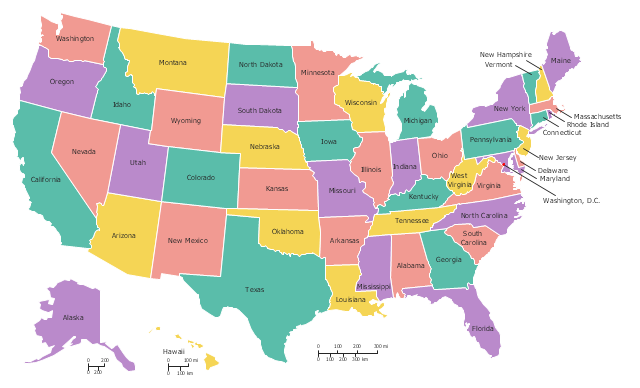 Washington
Oregon
California
Nevada
Idaho
Montana
Wyoming
Utah
Arizona
Colorado
New Mexico
North Dakota
South Dakota
Nebraska
Kansas
Oklahoma
Texas
Minnesota
Iowa
Missouri
Arkansas
Louisiana
Wisconsin
Illinois
Michigan
Indiana
Ohio
Kentucky
Tennessee
Mississippi
Alabama
Georgia
Florida
South
Carolina
North Carolina
Virginia
West
Virginia
Pennsylvania
New York
Maine
New Hampshire
Vermont
Massachusetts
Rhode Island
Connecticut
New Jersey
Delaware
Maryland
Washington, D.C.
Alaska
Hawaii
0 200
0 200
0 100 mi
0 100 km
0 100 200 300 mi
0 100 200 300 km